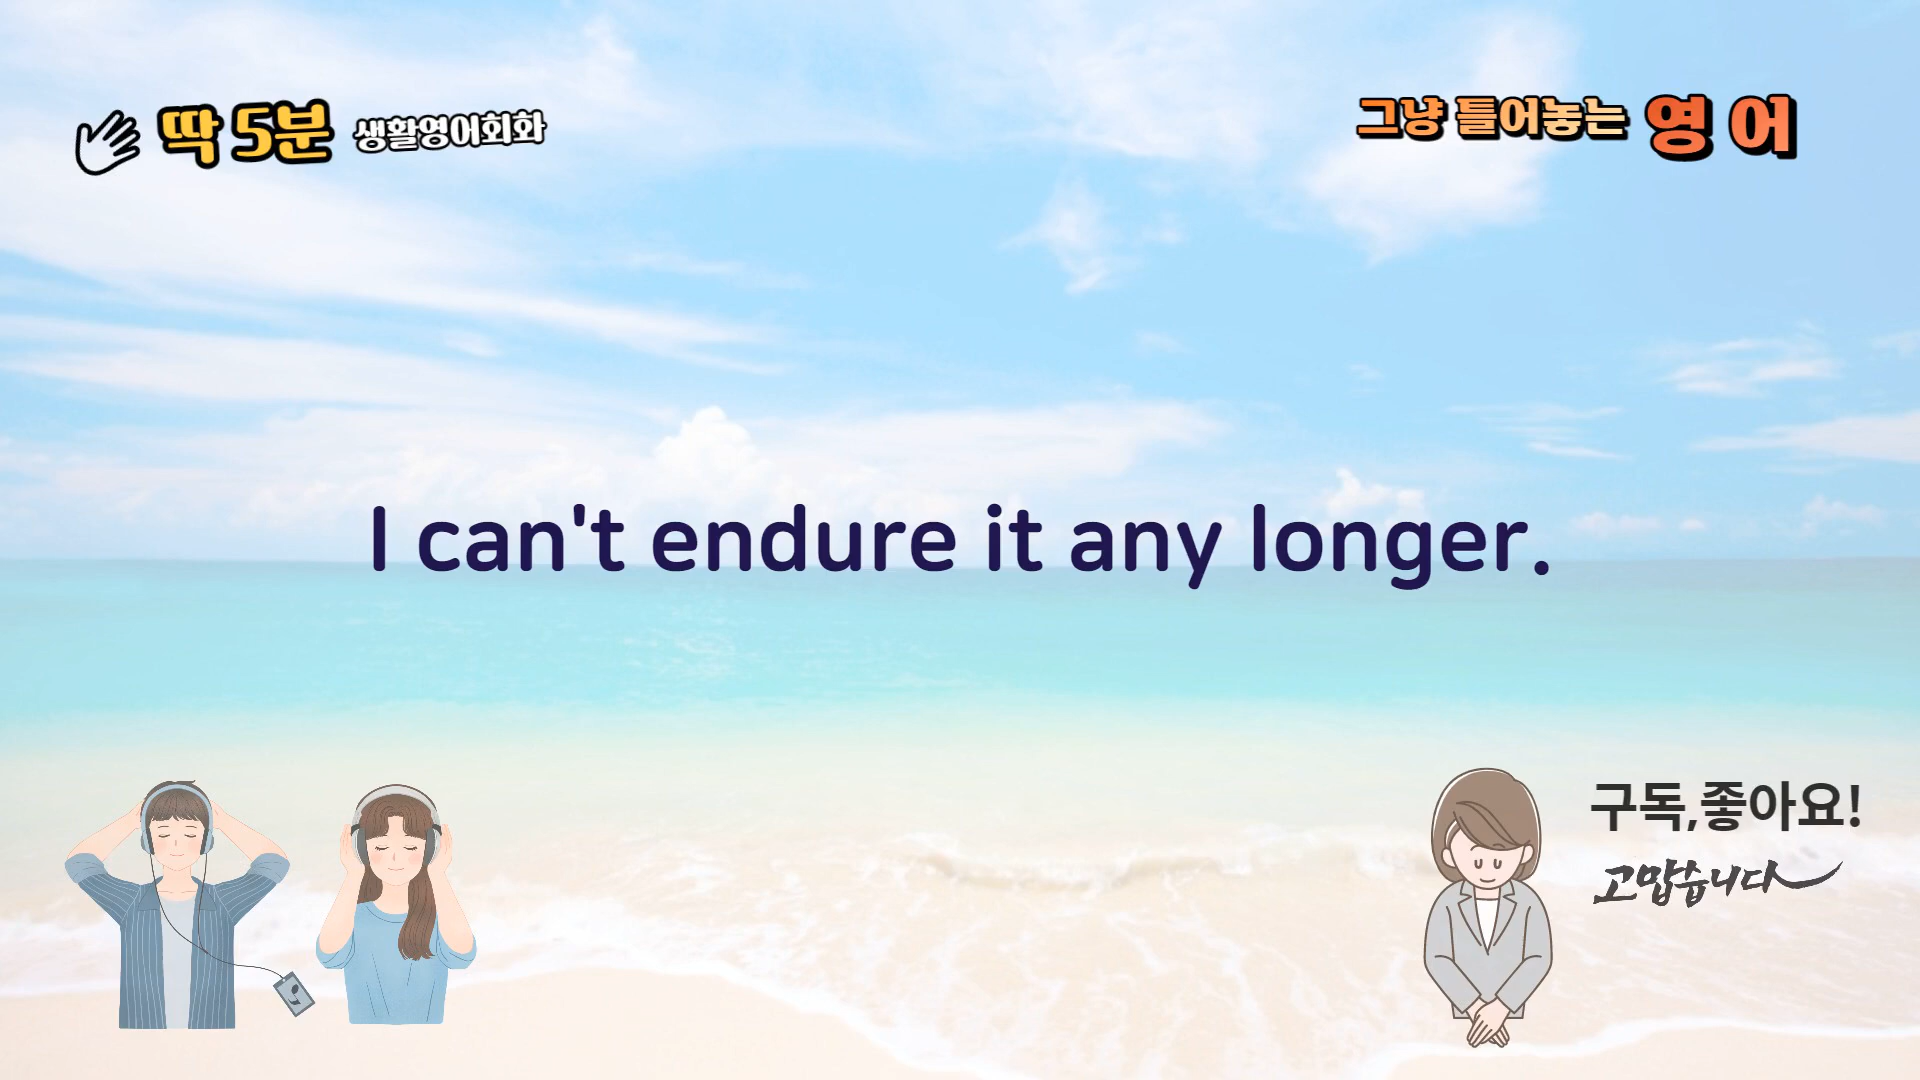 딱 5분 생활영어회화
그냥 틀어놓는 영어
I can't endure it any longer.
구독,좋아요!
고맙습니다